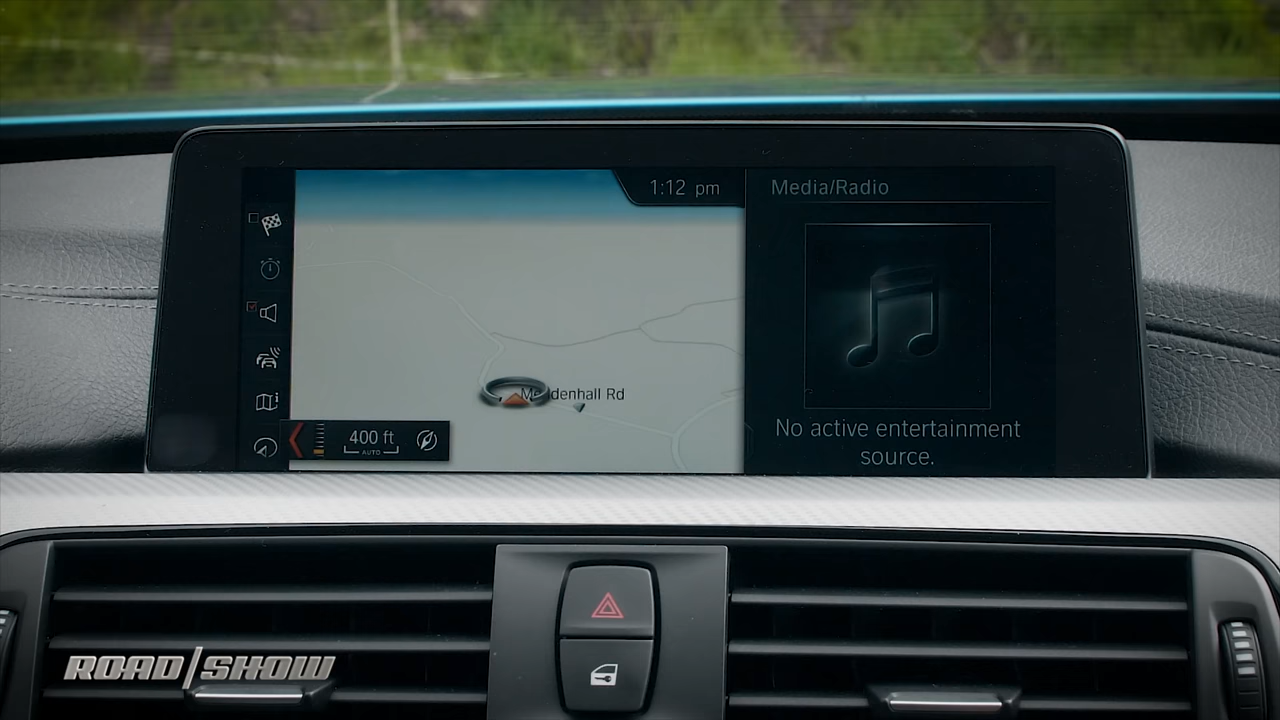 1:12 pm
Media/Radio
denhall Rd
400 ft
AUTO
No active entertainment
source.
ROAD/SHOW